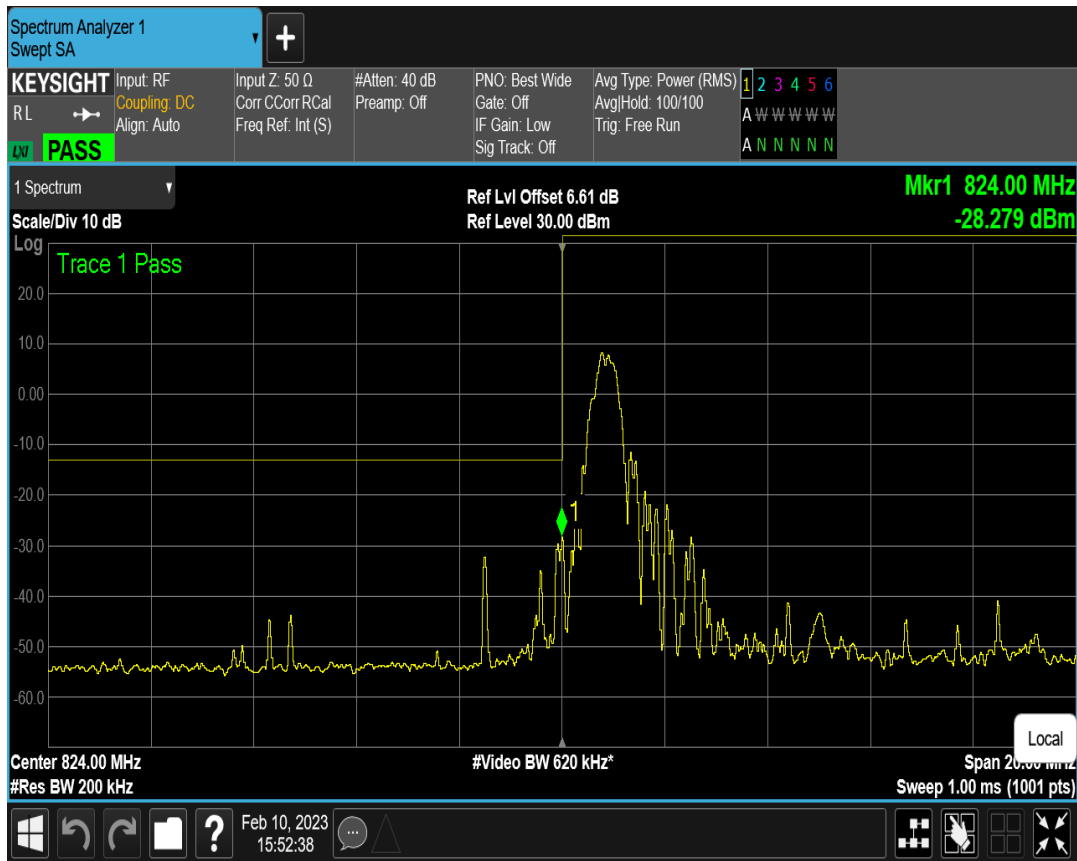 Spectrum Analyzer 1
Swept SA
+
KEYSIGHT
R L
LXI PASS
Input: RF
Coupling: DC
Align: Auto
Input Z: 50 Ω
Corr CCorr RCal
Freq Ref: Int (S)
#Atten: 40 dB
Preamp: Off
PNO: Best Wide
Gate: Off
IF Gain: Low
Sig Track: Off
Avg Type: Power (RMS)
Avg|Hold: 100/100
Trig: Free Run
1 2 3 4 5 6
A W W W W W
A N N N N N
1 Spectrum
Scale/Div 10 dB
Ref Lvl Offset 6.61 dB
Ref Level 30.00 dBm
Mkr1 824.00 MHz
-28.279 dBm
Log
Trace 1 Pass
20.0
10.0
0.00
-10.0
-20.0
-30.0
-40.0
-50.0
-60.0
1
Local
Center 824.00 MHz
#Res BW 200 kHz
#Video BW 620 kHz*
Span 20.00 MHz
Sweep 1.00 ms (1001 pts)
?
Feb 10, 2023
15:52:38